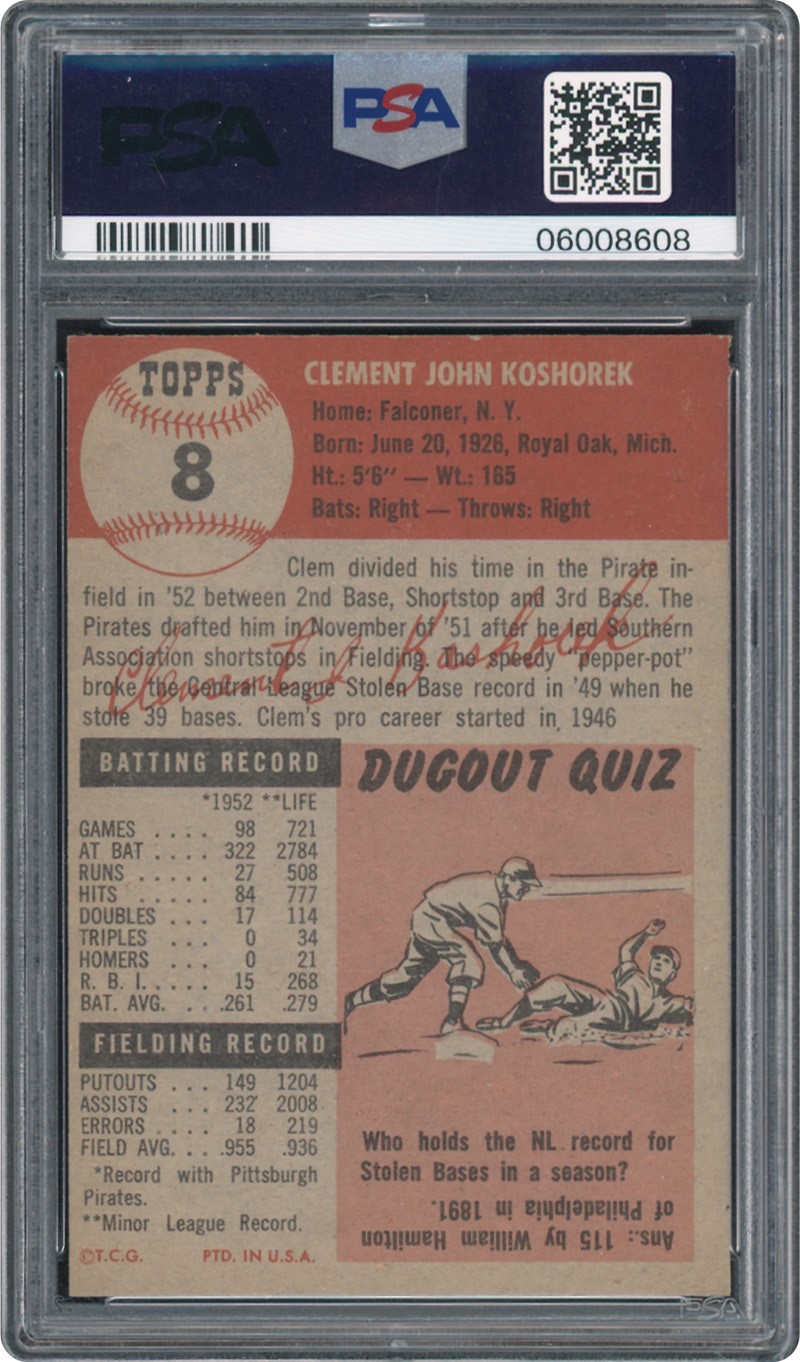 PSA
PSA
06008608
TOPPS
8
CLEMENT JOHN KOSHOREK
Home: Falconer, N. Y.
Born: June 20, 1926, Royal Oak, Mich.
Ht.: 5'6" — Wt.: 165
Bats: Right — Throws: Right
Clem divided his time in the Pirate in-
field in '52 between 2nd Base, Shortstop and 3rd Base. The
Pirates drafted him in November of '51 after he led Southern
Association shortstops in Fielding. The speedy "pepper-pot"
broke the Central League Stolen Base record in '49 when he
stole 39 bases. Clem's pro career started in 1946
Clement J Koshorek
BATTING RECORD
*1952 **LIFE
GAMES .... 98 721
AT BAT .... 322 2784
RUNS ..... 27 508
HITS ..... 84 777
DOUBLES ... 17 114
TRIPLES ... 0 34
HOMERS ... 0 21
R. B. I. .... 15 268
BAT. AVG. ... .261 .279
FIELDING RECORD
PUTOUTS ... 149 1204
ASSISTS ... 232 2008
ERRORS .... 18 219
FIELD AVG. ... .955 .936
*Record with Pittsburgh
Pirates.
**Minor League Record.
©T.C.G. PTD. IN U.S.A.
DUGOUT QUIZ
Who holds the NL record for
Stolen Bases in a season?
Ans.: 115 by William Hamilton
of Philadelphia in 1891.
PSA